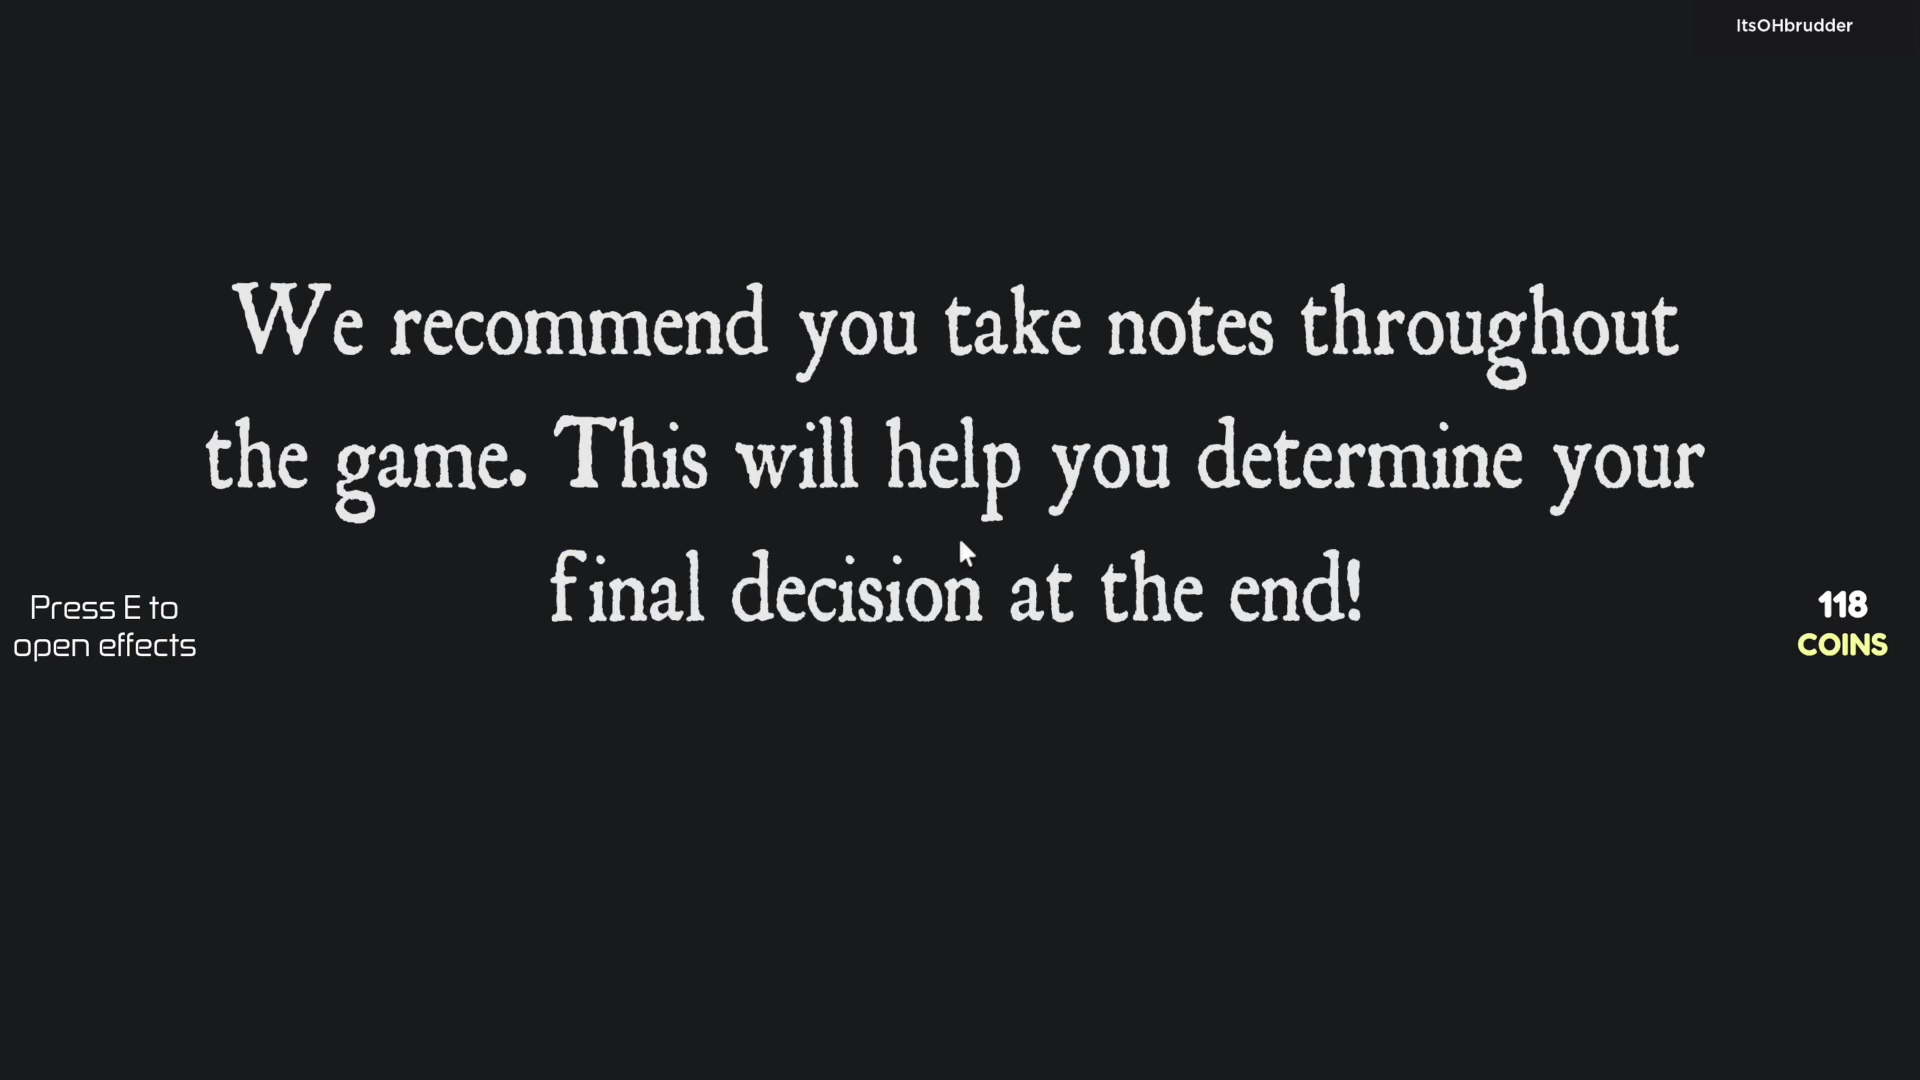 ItsOHbrudder
We recommend you take notes throughout
the game. This will help you determine your
final decision at the end!
Press E to
open effects
118
COINS